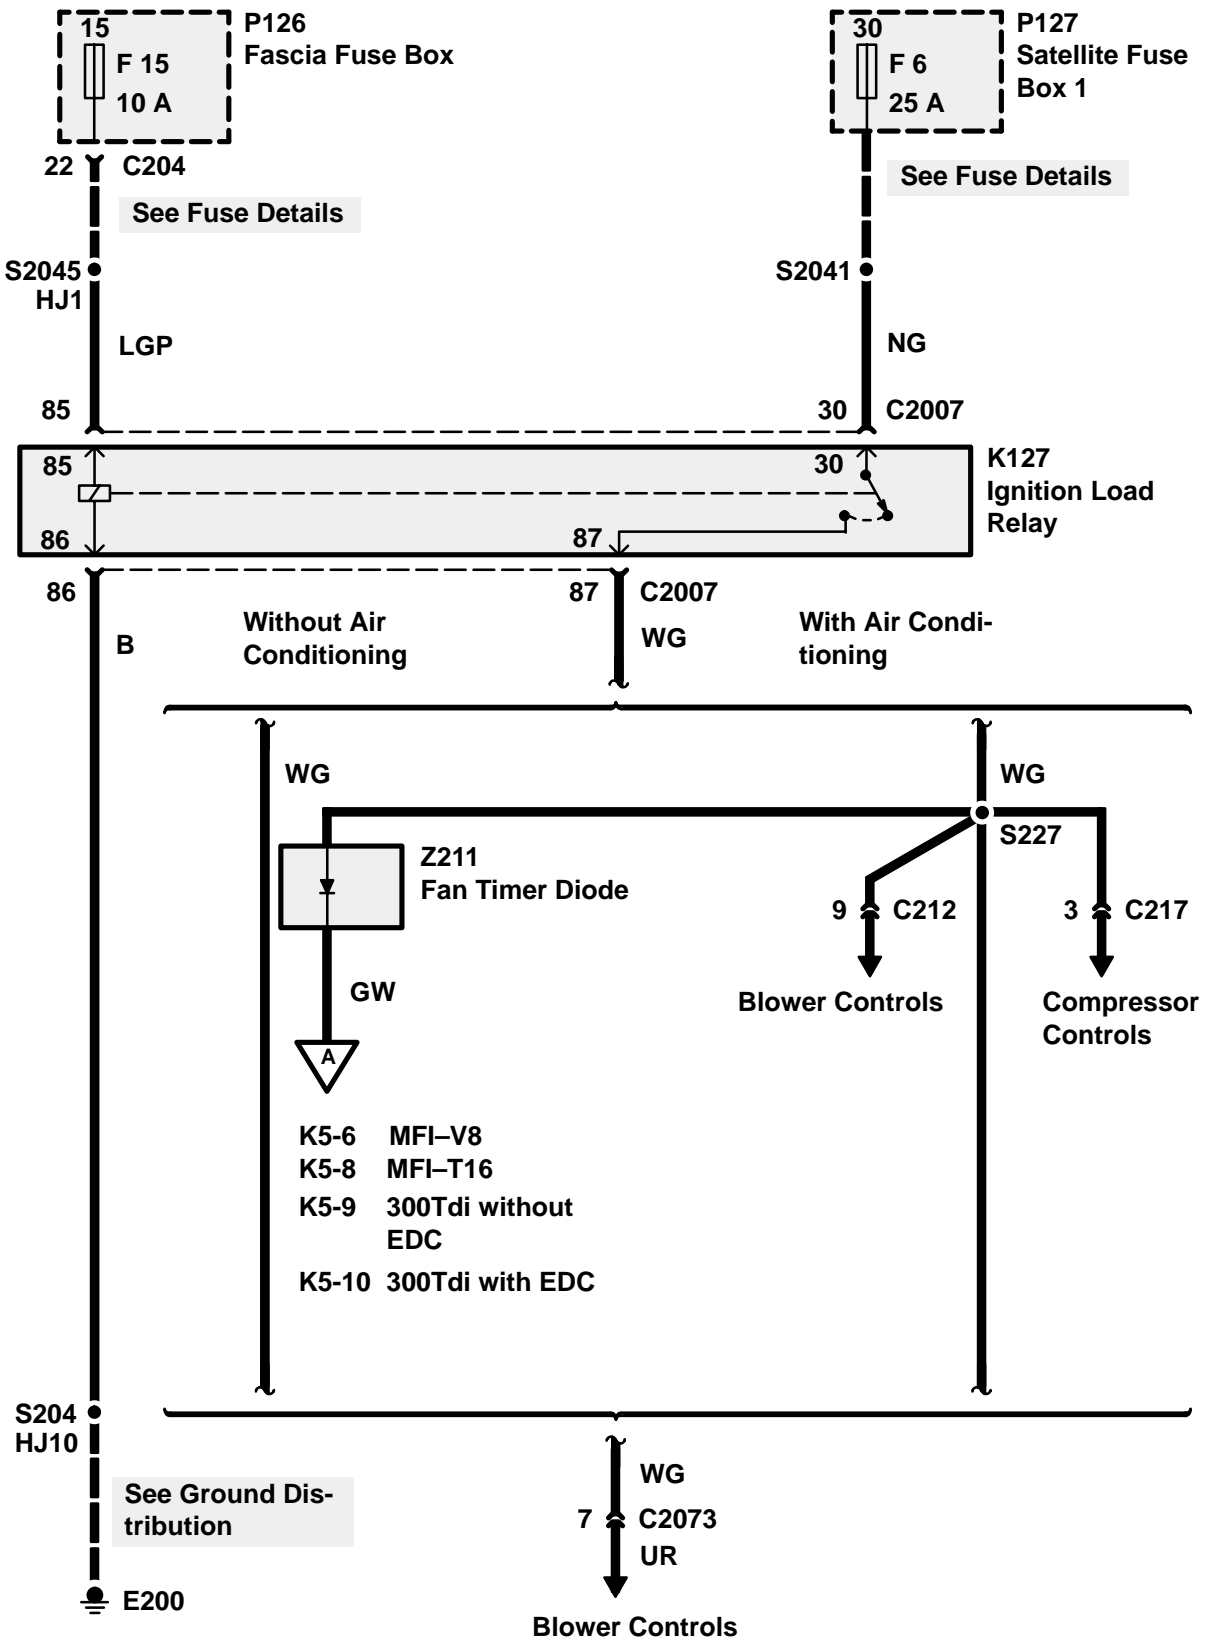 15
P126
Fascia Fuse Box
F 15
10 A
30
P127
Satellite Fuse
Box 1
F 6
25 A
22 C204
See Fuse Details
See Fuse Details
S2045
HJ1
S2041
LGP
NG
85
30 C2007
85
30
K127
Ignition Load
Relay
86
87
86
87 C2007
B
Without Air
Conditioning
WG
With Air Condi-
tioning
WG
WG
S227
Z211
Fan Timer Diode
9 C212
3 C217
GW
Blower Controls
Compressor
Controls
A
K5-6 MFI–V8
K5-8 MFI–T16
K5-9 300Tdi without
EDC
K5-10 300Tdi with EDC
S204
HJ10
WG
See Ground Dis-
tribution
7 C2073
UR
E200
Blower Controls